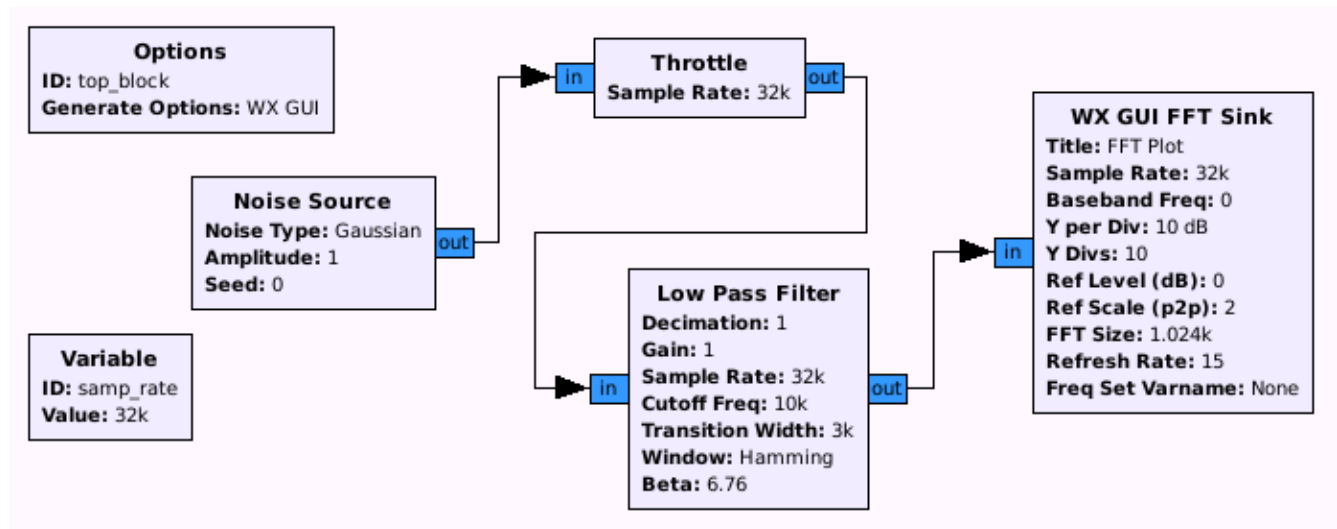 Options
ID: top_block
Generate Options: WX GUI
Noise Source
Noise Type: Gaussian
Amplitude: 1
Seed: 0
out
Variable
ID: samp_rate
Value: 32k
in
Throttle
Sample Rate: 32k
out
in
Low Pass Filter
Decimation: 1
Gain: 1
Sample Rate: 32k
Cutoff Freq: 10k
Transition Width: 3k
Window: Hamming
Beta: 6.76
out
in
WX GUI FFT Sink
Title: FFT Plot
Sample Rate: 32k
Baseband Freq: 0
Y per Div: 10 dB
Y Divs: 10
Ref Level (dB): 0
Ref Scale (p2p): 2
FFT Size: 1.024k
Refresh Rate: 15
Freq Set Varname: None